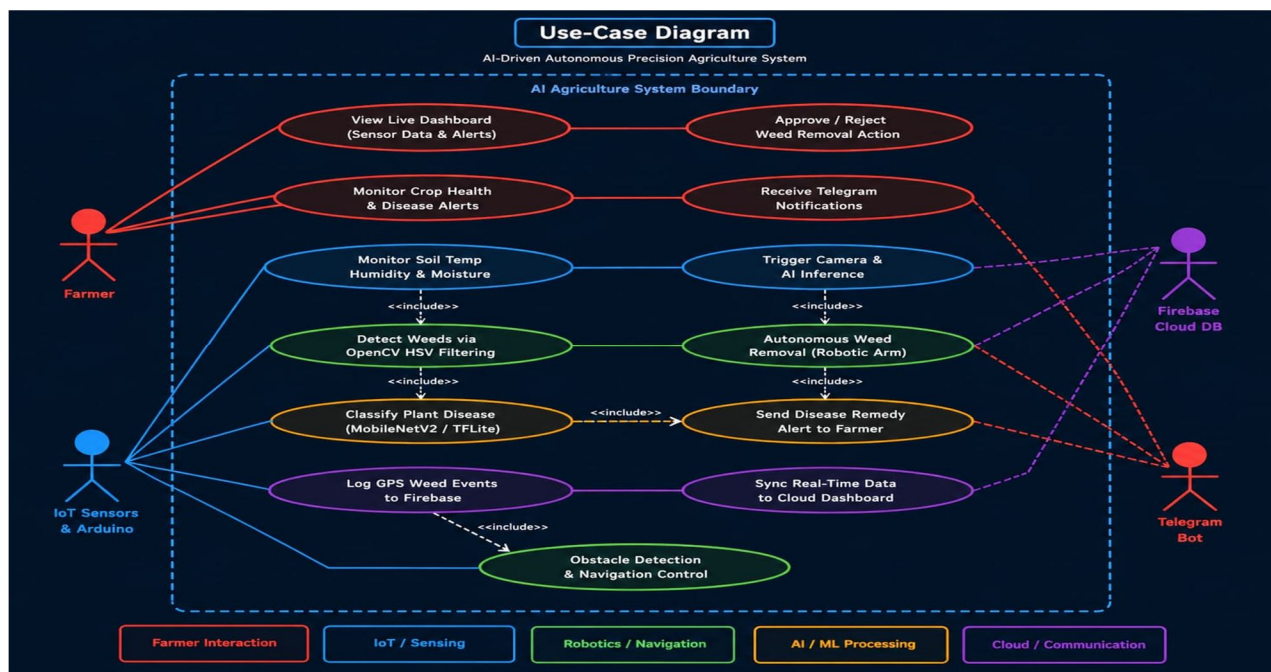 Use-Case Diagram
AI-Driven Autonomous Precision Agriculture System
AI Agriculture System Boundary
View Live Dashboard
(Sensor Data & Alerts)
Approve / Reject
Weed Removal Action
Monitor Crop Health
& Disease Alerts
Receive Telegram
Notifications
Farmer
Monitor Soil Temp
Humidity & Moisture
Trigger Camera &
AI Inference
Firebase
Cloud DB
<<include>>
<<include>>
Detect Weeds via
OpenCV HSV Filtering
Autonomous Weed
Removal (Robotic Arm)
<<include>>
<<include>>
Classify Plant Disease
(MobileNetV2 / TFLite)
<<include>>
Send Disease Remedy
Alert to Farmer
IoT Sensors
& Arduino
Log GPS Weed Events
to Firebase
Sync Real-Time Data
to Cloud Dashboard
Telegram
Bot
<<include>>
Obstacle Detection
& Navigation Control
Farmer Interaction
IoT / Sensing
Robotics / Navigation
AI / ML Processing
Cloud / Communication